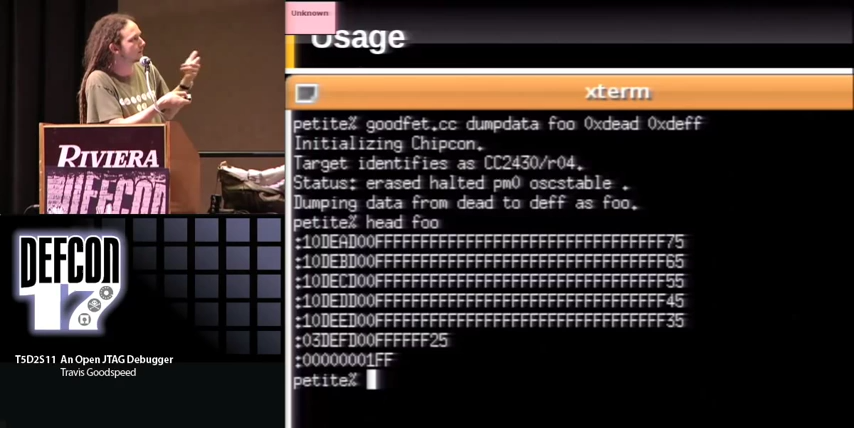 Unknown
Usage
xterm
petite% goodfet.cc dumpdata foo 0xdead 0xdeff
Initializing Chipcon.
Target identifies as CC2430/r04.
Status: erased halted pm0 oscstable .
Dumping data from dead to deff as foo.
petite% head foo
:10DEAD00FFFFFFFFFFFFFFFFFFFFFFFFFFFFFFFF75
:10DEBD00FFFFFFFFFFFFFFFFFFFFFFFFFFFFFFFF65
:10DECD00FFFFFFFFFFFFFFFFFFFFFFFFFFFFFFFF55
:10DEDD00FFFFFFFFFFFFFFFFFFFFFFFFFFFFFFFF45
:10DEED00FFFFFFFFFFFFFFFFFFFFFFFFFFFFFFFF35
:03DEFD00FFFFFF25
:00000001FF
petite%
RIVIERA
DEFCON
DEFCON
17
T5D2S11 An Open JTAG Debugger
Travis Goodspeed